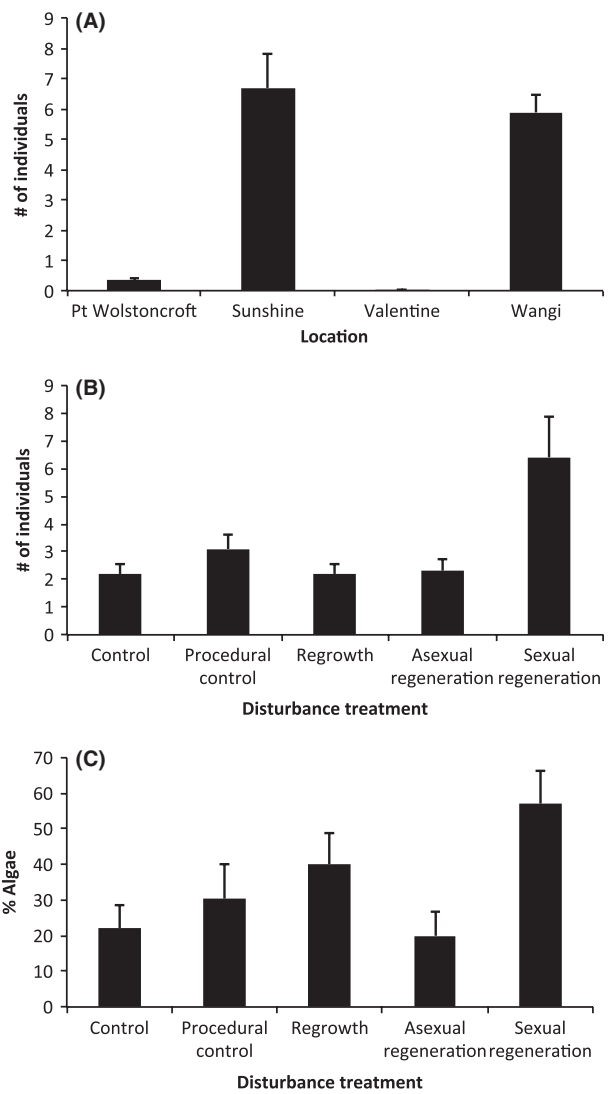 (A)
9
8
7
6
5
4
3
2
1
0
# of individuals
Pt Wolstoncroft Sunshine Valentine Wangi
Location
(B)
9
8
7
6
5
4
3
2
1
0
# of individuals
Control Procedural Regrowth Asexual Sexual
control regeneration regeneration
Disturbance treatment
(C)
70
60
50
40
30
20
10
0
% Algae
Control Procedural Regrowth Asexual Sexual
control regeneration regeneration
Disturbance treatment